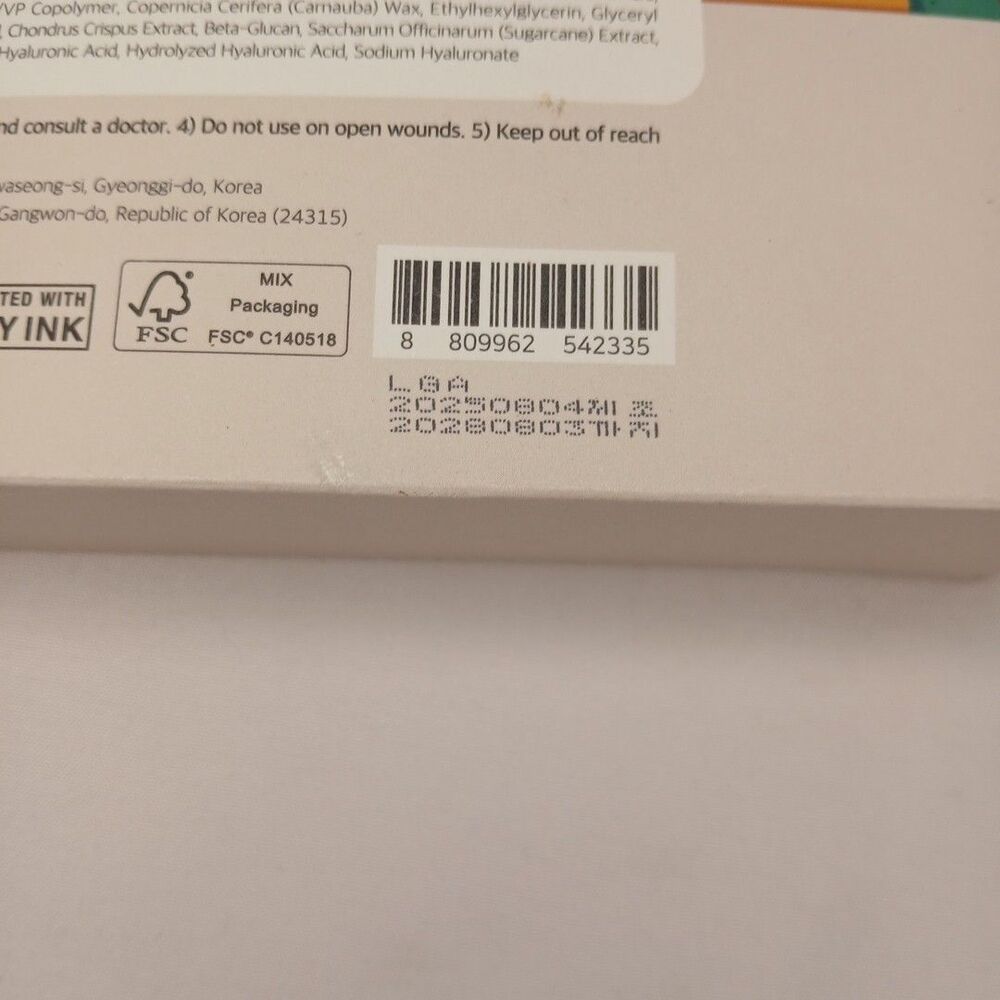 VP Copolymer, Copernicia Cerifera (Carnauba) Wax, Ethylhexylglycerin, Glyceryl
Chondrus Crispus Extract, Beta-Glucan, Saccharum Officinarum (Sugarcane) Extract,
Hyaluronic Acid, Hydrolyzed Hyaluronic Acid, Sodium Hyaluronate
nd consult a doctor. 4) Do not use on open wounds. 5) Keep out of reach
waseong-si, Gyeonggi-do, Korea
Gangwon-do, Republic of Korea (24315)
TED WITH
Y INK
FSC
MIX
Packaging
FSC® C140518
8 809962 542335
LGA
20250804제조
20280803까지